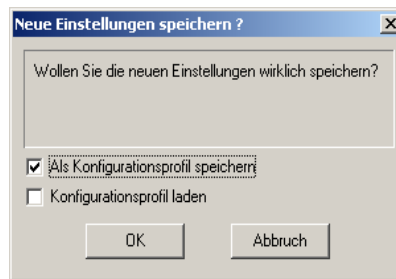 Neue Einstellungen speichern ?
Wollen Sie die neuen Einstellungen wirklich speichern?
Als Konfigurationsprofil speichern
Konfigurationsprofil laden
OK
Abbruch